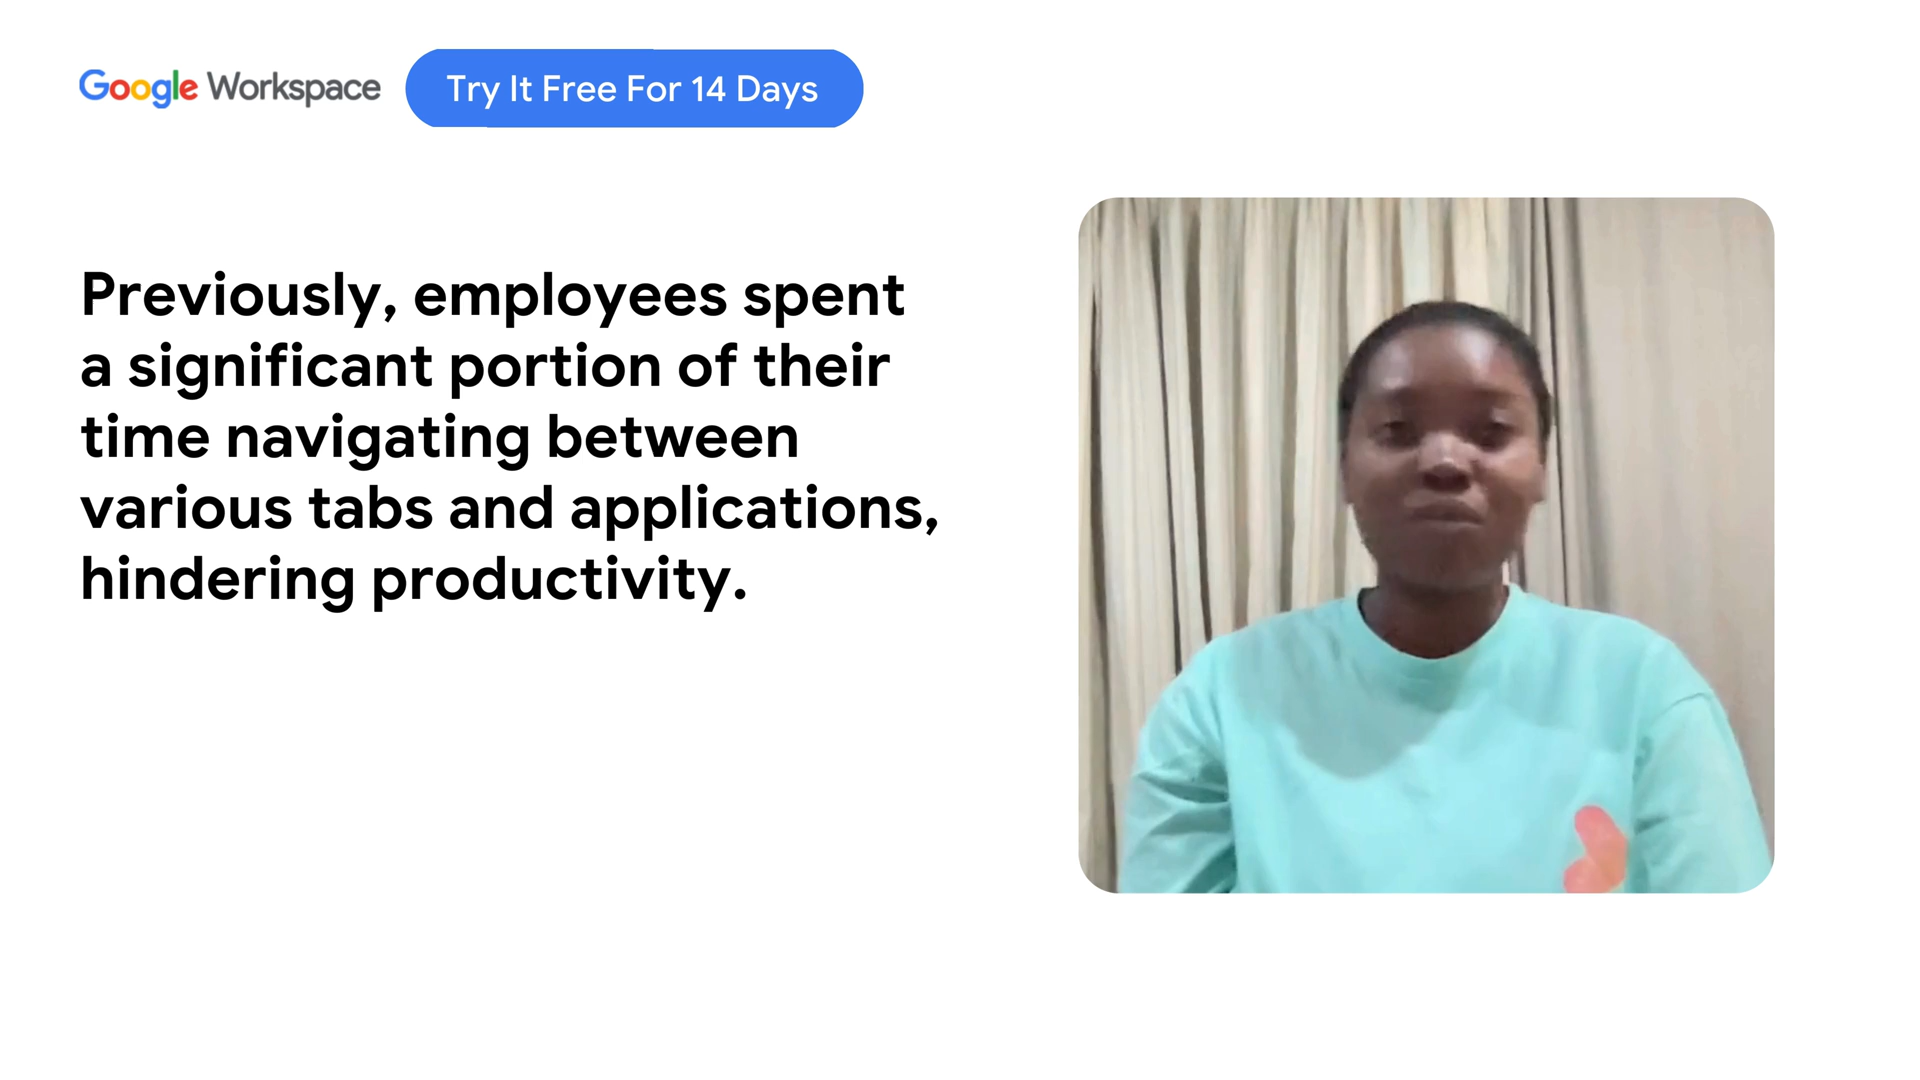 Google Workspace
Try It Free For 14 Days
Previously, employees spent
a significant portion of their
time navigating between
various tabs and applications,
hindering productivity.